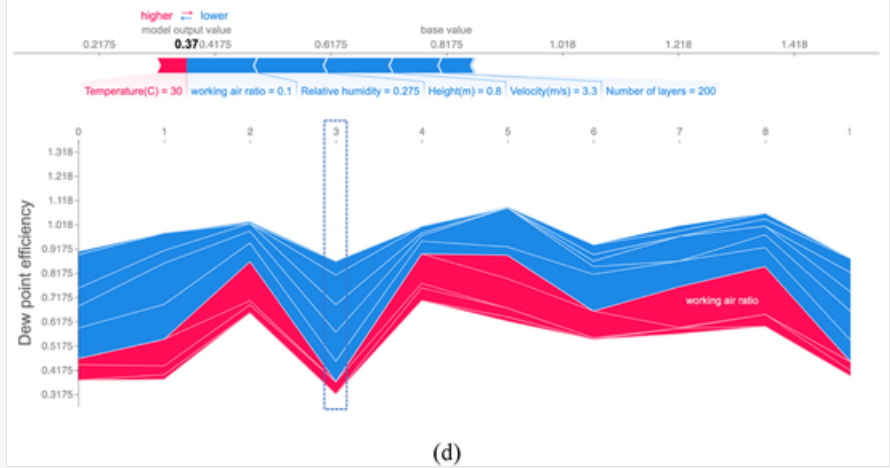 higher ⇄ lower
model output value base value
0.2175 0.37 0.4175 0.6175 0.8175 1.018 1.218 1.418
Temperature(C) = 30 working air ratio = 0.1 Relative humidity = 0.275 Height(m) = 0.8 Velocity(m/s) = 3.3 Number of layers = 200
0 1 2 3 4 5 6 7 8
1.318
1.218
1.118
1.018
0.9175
0.8175
0.7175
0.6175
0.5175
0.4175
0.3175
Dew point efficiency
working air ratio
(d)